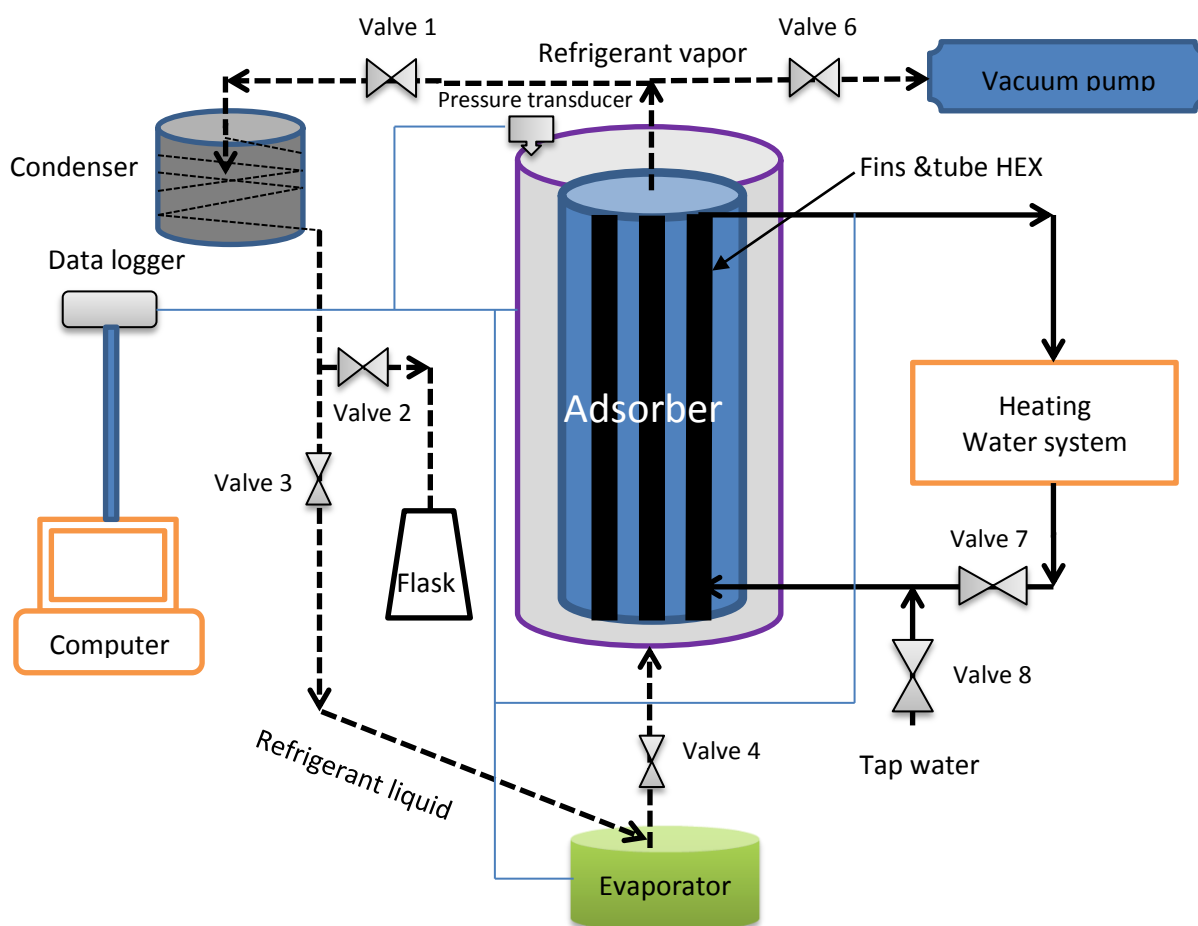 Valve 1
Valve 6
Refrigerant vapor
Vacuum pump
Pressure transducer
Condenser
Fins &tube HEX
Data logger
Valve 2
Adsorber
Heating
Water system
Valve 3
Valve 7
Flask
Computer
Valve 8
Valve 4
Tap water
Refrigerant liquid
Evaporator